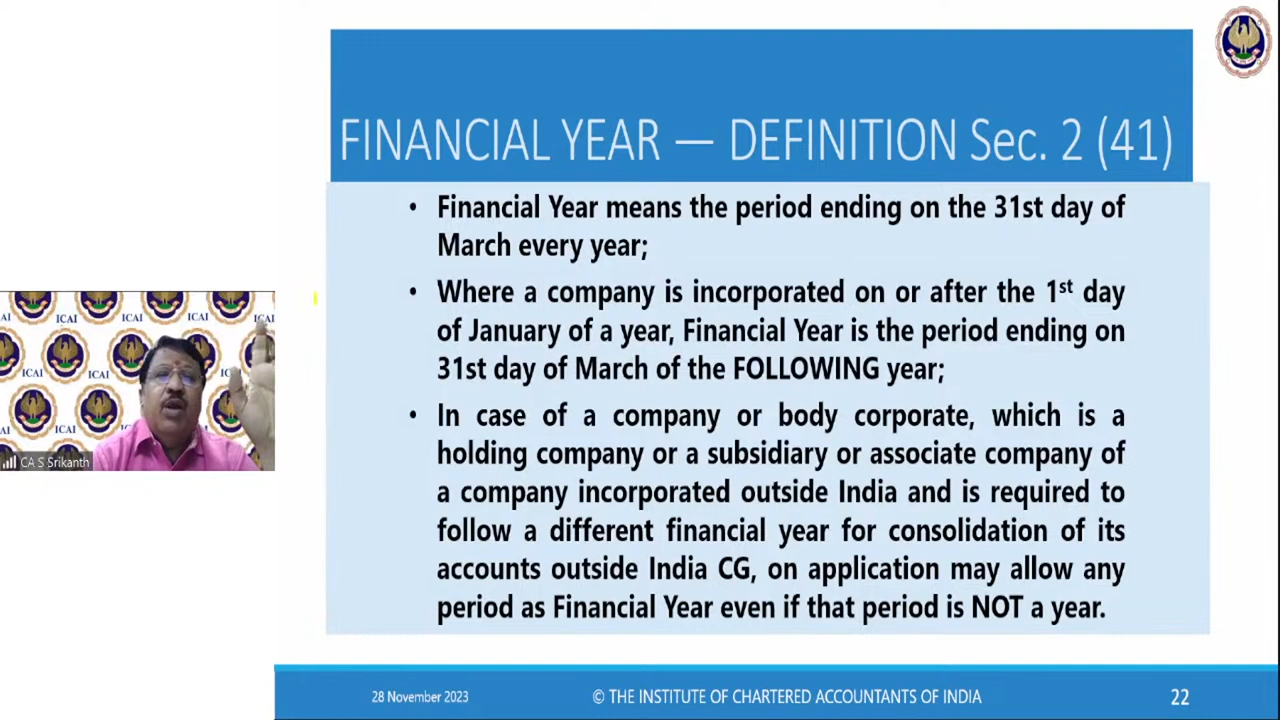 FINANCIAL YEAR — DEFINITION Sec. 2 (41)
• Financial Year means the period ending on the 31st day of
March every year;
• Where a company is incorporated on or after the 1st day
of January of a year, Financial Year is the period ending on
31st day of March of the FOLLOWING year;
• In case of a company or body corporate, which is a
holding company or a subsidiary or associate company of
a company incorporated outside India and is required to
follow a different financial year for consolidation of its
accounts outside India CG, on application may allow any
period as Financial Year even if that period is NOT a year.
ICAI
ICAI
ICAI
ICAI
ICAI
CA S Srikanth
28 November 2023
© THE INSTITUTE OF CHARTERED ACCOUNTANTS OF INDIA
22